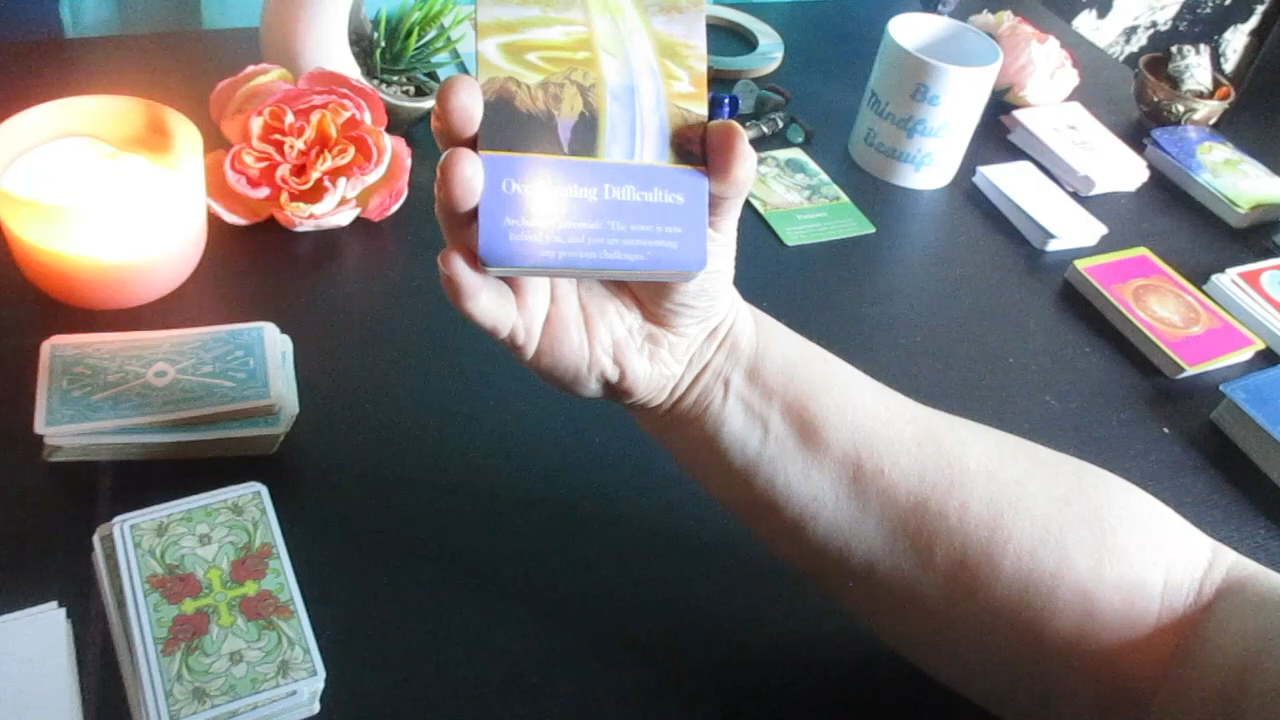 Overcoming Difficulties
Archangel Jeremiel: "The worst is now
behind you, and you are surmounting
any previous challenges."
Be
Mindful
Beautiful
Patience